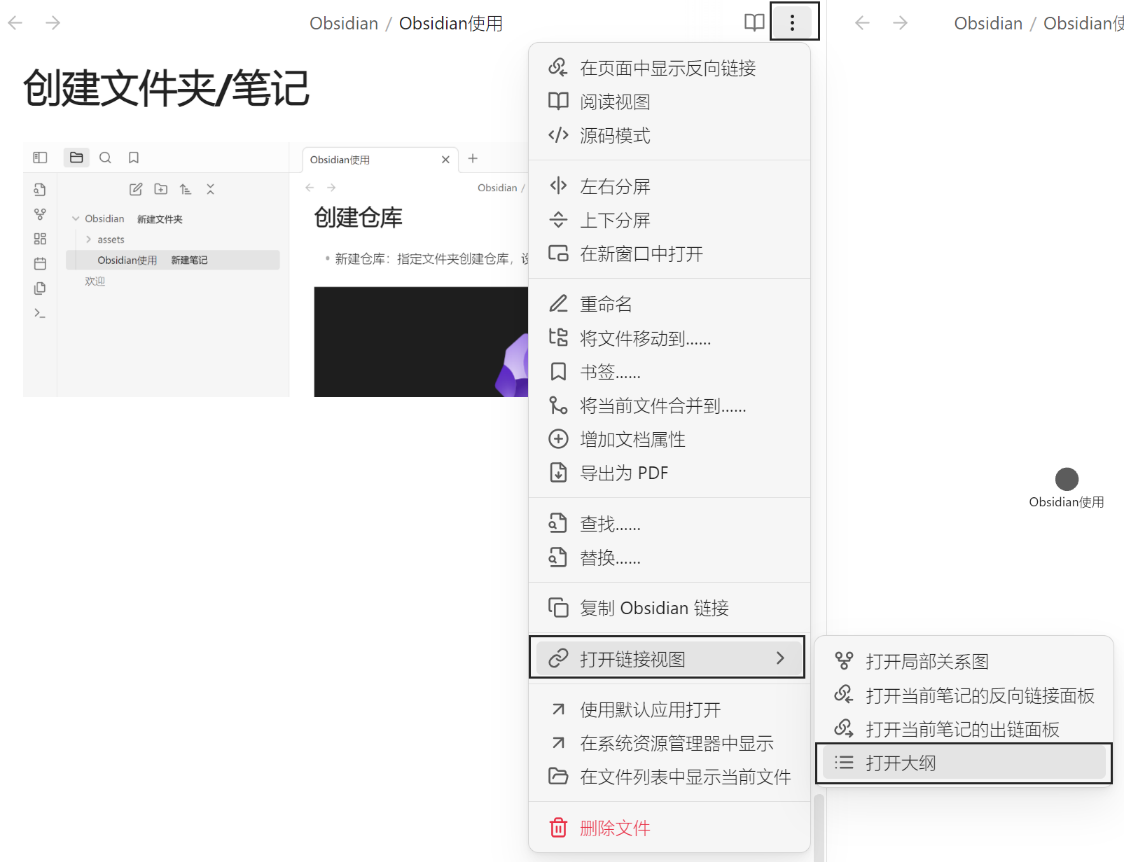 Obsidian / Obsidian使用
Obsidian / Obsidian使
创建文件夹/笔记
Obsidian使用
Obsidian /
Obsidian 新建文件夹
assets
Obsidian使用 新建笔记
欢迎
创建仓库
新建仓库：指定文件夹创建仓库，
在页面中显示反向链接
阅读视图
源码模式
左右分屏
上下分屏
在新窗口中打开
重命名
将文件移动到......
书签......
将当前文件合并到......
增加文档属性
导出为 PDF
查找......
替换......
复制 Obsidian 链接
打开链接视图
使用默认应用打开
在系统资源管理器中显示
在文件列表中显示当前文件
删除文件
打开局部关系图
打开当前笔记的反向链接面板
打开当前笔记的出链面板
打开大纲
Obsidian使用